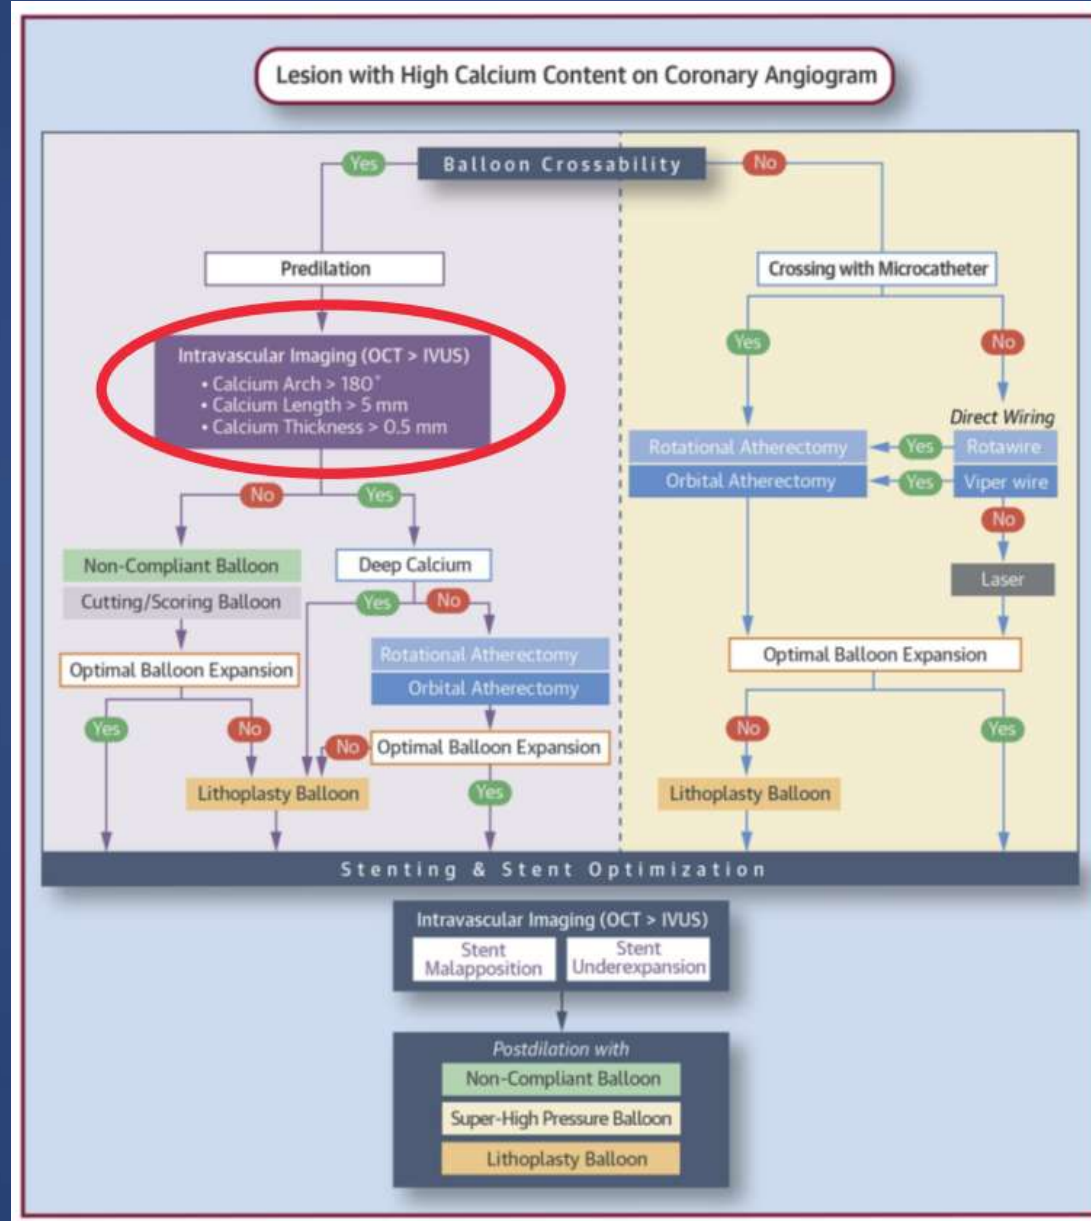 Lesion with High Calcium Content on Coronary Angiogram
Yes
Balloon Crossability
No
Predilation
Crossing with Microcatheter
Intravascular Imaging (OCT > IVUS)
• Calcium Arch > 180°
• Calcium Length > 5 mm
• Calcium Thickness > 0.5 mm
Yes
No
Direct Wiring
Rotational Atherectomy
Yes
Rotawire
Orbital Atherectomy
Yes
Viper wire
No
Yes
No
Non-Compliant Balloon
Deep Calcium
Laser
Cutting/Scoring Balloon
Yes
No
Optimal Balloon Expansion
Rotational Atherectomy
Orbital Atherectomy
Optimal Balloon Expansion
Yes
No
No
Optimal Balloon Expansion
No
Yes
Lithoplasty Balloon
Yes
Lithoplasty Balloon
Stenting & Stent Optimization
Intravascular Imaging (OCT > IVUS)
Stent
Malapposition
Stent
Underexpansion
Postdilation with
Non-Compliant Balloon
Super-High Pressure Balloon
Lithoplasty Balloon